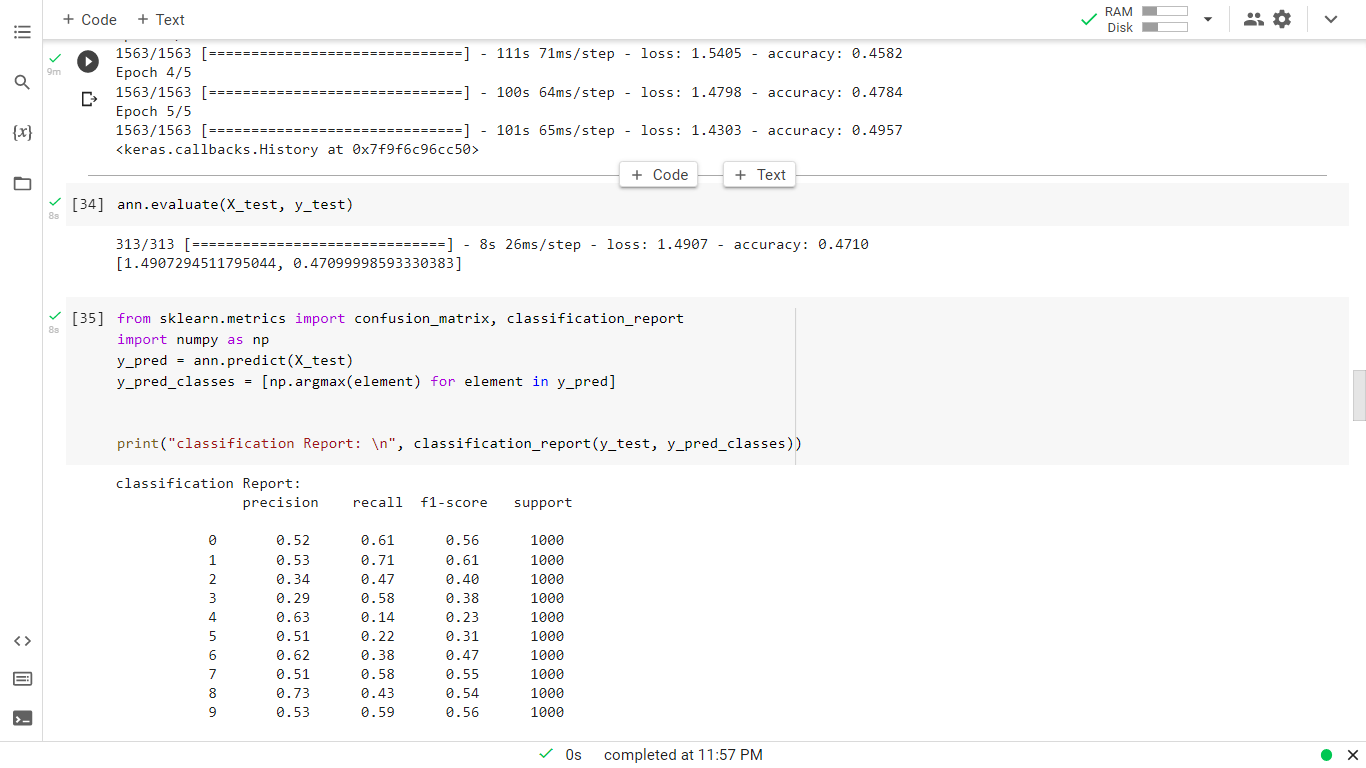 + Code + Text
RAM
Disk
1563/1563 [==============================] - 111s 71ms/step - loss: 1.5405 - accuracy: 0.4582
9m
Epoch 4/5
1563/1563 [==============================] - 100s 64ms/step - loss: 1.4798 - accuracy: 0.4784
Epoch 5/5
1563/1563 [==============================] - 101s 65ms/step - loss: 1.4303 - accuracy: 0.4957
{x}
<keras.callbacks.History at 0x7f9f6c96cc50>
+ Code + Text
[34] ann.evaluate(X_test, y_test)
8s
313/313 [==============================] - 8s 26ms/step - loss: 1.4907 - accuracy: 0.4710
[1.4907294511795044, 0.47099998593330383]
[35] from sklearn.metrics import confusion_matrix, classification_report
8s
import numpy as np
y_pred = ann.predict(X_test)
y_pred_classes = [np.argmax(element) for element in y_pred]
print("classification Report: \n", classification_report(y_test, y_pred_classes))
classification Report:
precision recall f1-score support
0 0.52 0.61 0.56 1000
1 0.53 0.71 0.61 1000
2 0.34 0.47 0.40 1000
3 0.29 0.58 0.38 1000
4 0.63 0.14 0.23 1000
5 0.51 0.22 0.31 1000
6 0.62 0.38 0.47 1000
7 0.51 0.58 0.55 1000
8 0.73 0.43 0.54 1000
9 0.53 0.59 0.56 1000
0s completed at 11:57 PM